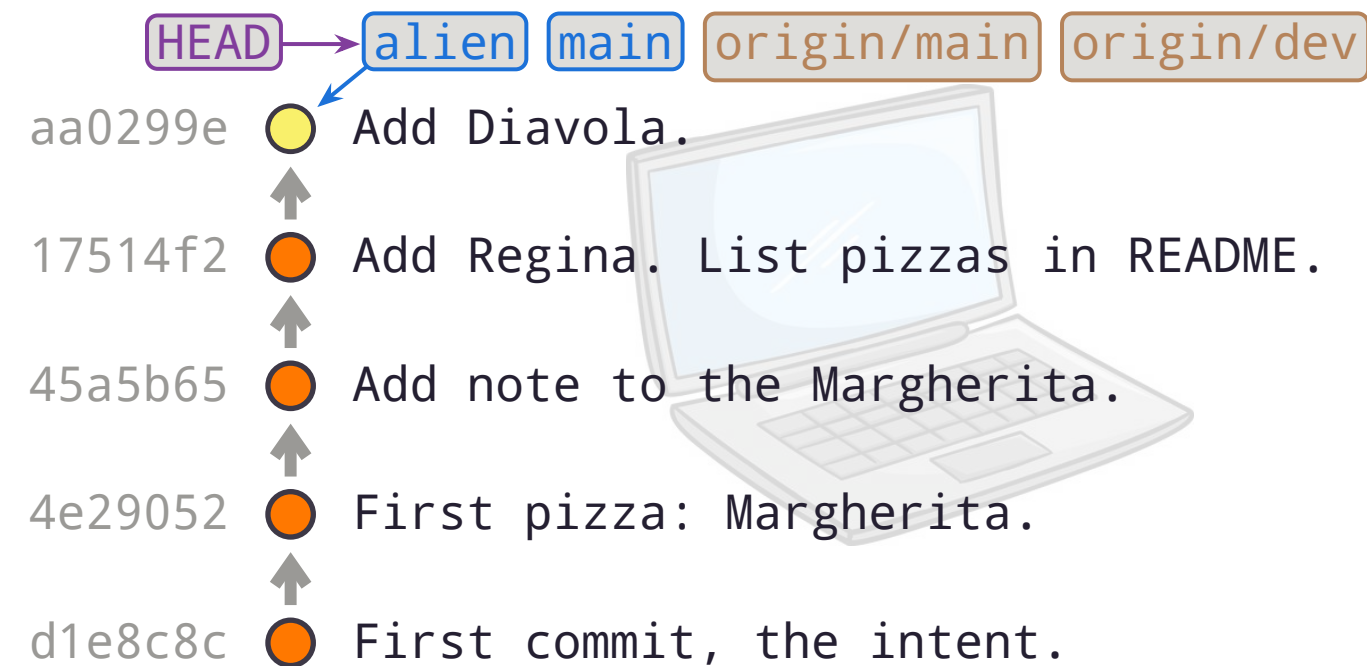 HEAD alien main origin/main origin/dev
aa0299e Add Diavola.
17514f2 Add Regina. List pizzas in README.
45a5b65 Add note to the Margherita.
4e29052 First pizza: Margherita.
d1e8c8c First commit, the intent.